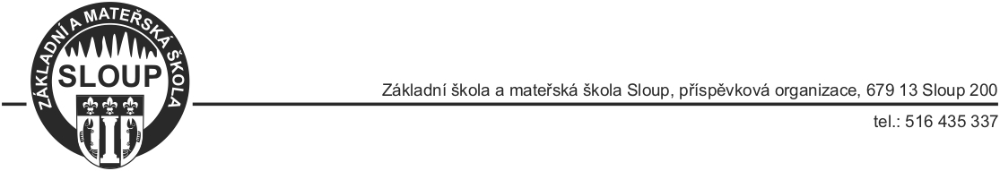 ZÁKLADNÍ A MATEŘSKÁ ŠKOLA
SLOUP
Základní škola a mateřská škola Sloup, příspěvková organizace, 679 13 Sloup 200
tel.: 516 435 337